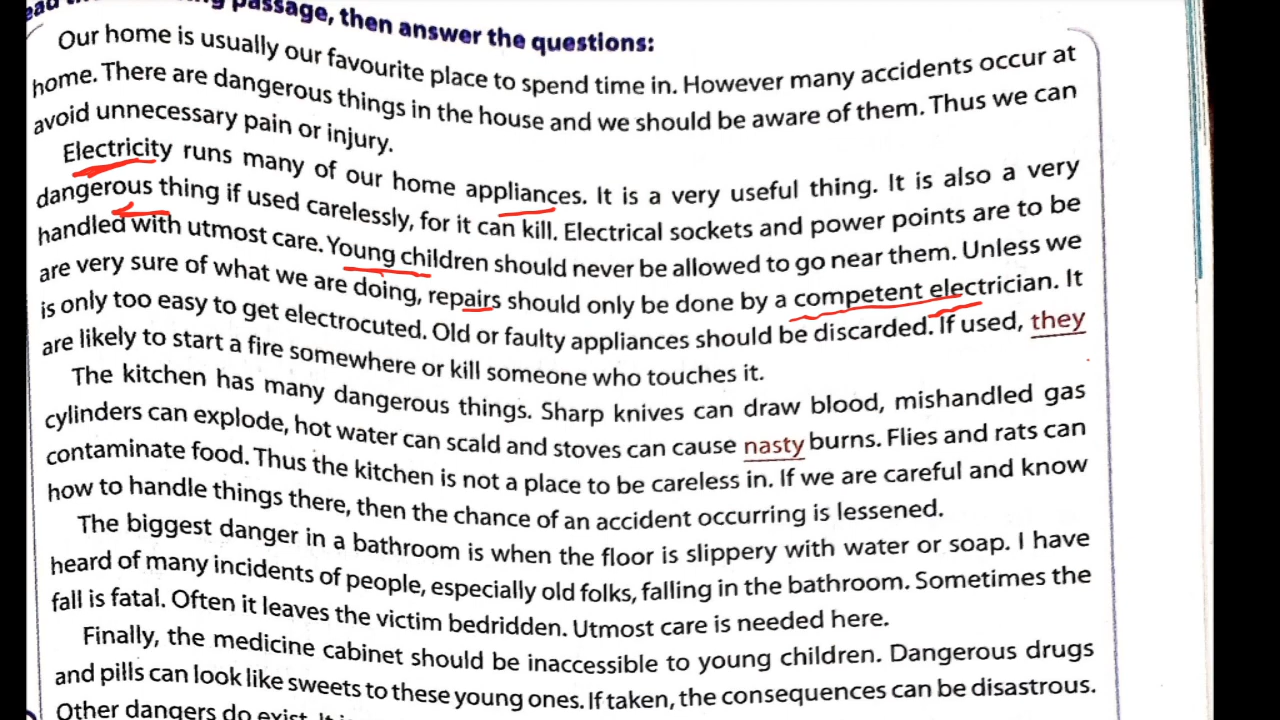 passage, then answer the questions:
Our home is usually our favourite place to spend time in. However many accidents occur at
home. There are dangerous things in the house and we should be aware of them. Thus we can
avoid unnecessary pain or injury.
Electricity runs many of our home appliances. It is a very useful thing. It is also a very
dangerous thing if used carelessly, for it can kill. Electrical sockets and power points are to be
handled with utmost care. Young children should never be allowed to go near them. Unless we
are very sure of what we are doing, repairs should only be done by a competent electrician. It
is only too easy to get electrocuted. Old or faulty appliances should be discarded. If used, they
are likely to start a fire somewhere or kill someone who touches it.
The kitchen has many dangerous things. Sharp knives can draw blood, mishandled gas
cylinders can explode, hot water can scald and stoves can cause nasty burns. Flies and rats can
contaminate food. Thus the kitchen is not a place to be careless in. If we are careful and know
how to handle things there, then the chance of an accident occurring is lessened.
The biggest danger in a bathroom is when the floor is slippery with water or soap. I have
heard of many incidents of people, especially old folks, falling in the bathroom. Sometimes the
fall is fatal. Often it leaves the victim bedridden. Utmost care is needed here.
Finally, the medicine cabinet should be inaccessible to young children. Dangerous drugs
and pills can look like sweets to these young ones. If taken, the consequences can be disastrous.
Other dangers do exist.